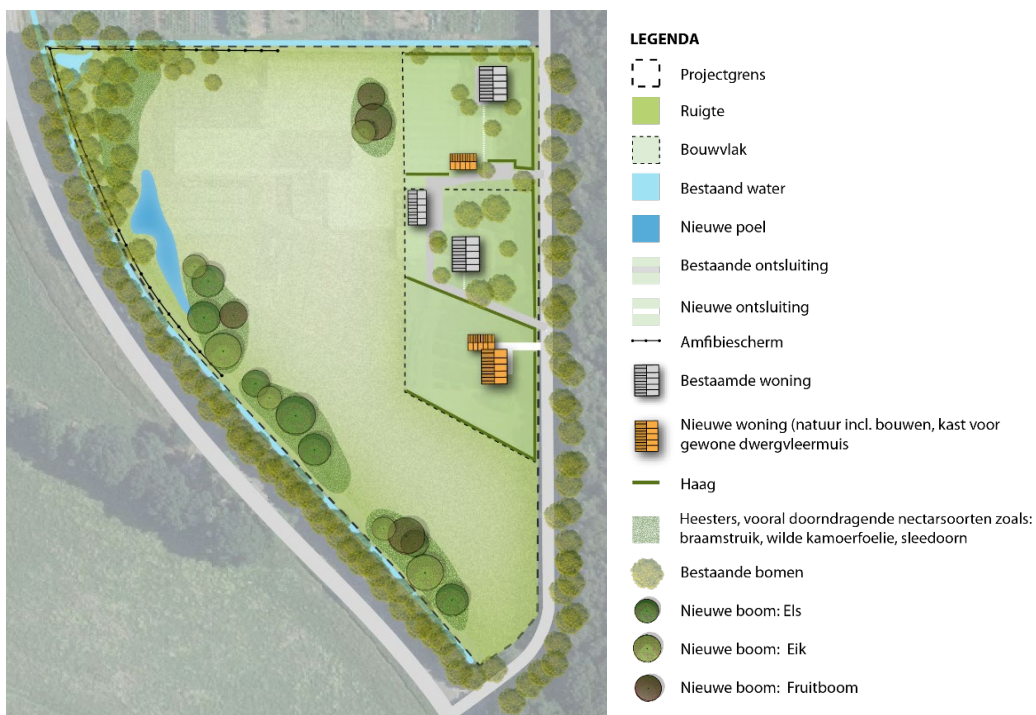 LEGENDA
Projectgrens
Ruigte
Bouwvlak
Bestaand water
Nieuwe poel
Bestaande ontsluiting
Nieuwe ontsluiting
Amfibiescherm
Bestaamde woning
Nieuwe woning (natuur incl. bouwen, kast voor
gewone dwergvleermuis
Haag
Heesters, vooral doorndragende nectarsoorten zoals:
braamstruik, wilde kamoerfoelie, sleedoorn
Bestaande bomen
Nieuwe boom: Els
Nieuwe boom: Eik
Nieuwe boom: Fruitboom